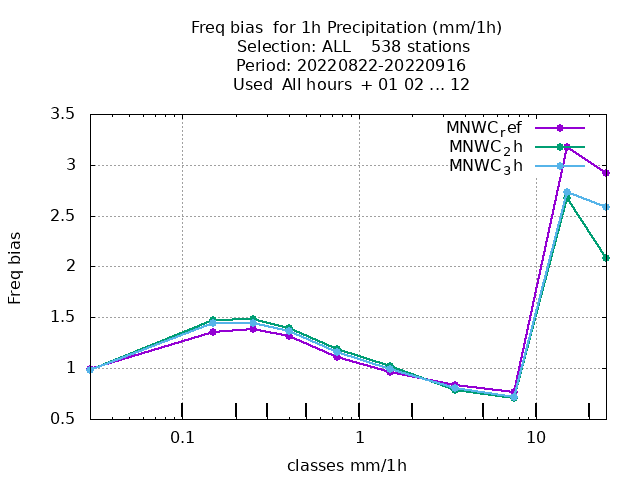 Freq bias  for 1h Precipitation (mm/1h)
Selection: ALL    538 stations
Period: 20220822-20220916
Used  All hours  + 01 02 ... 12
MNWC_ref
MNWC_2h
MNWC_3h
3.5
3
2.5
2
1.5
1
0.5
Freq bias
0.1 1 10
classes mm/1h